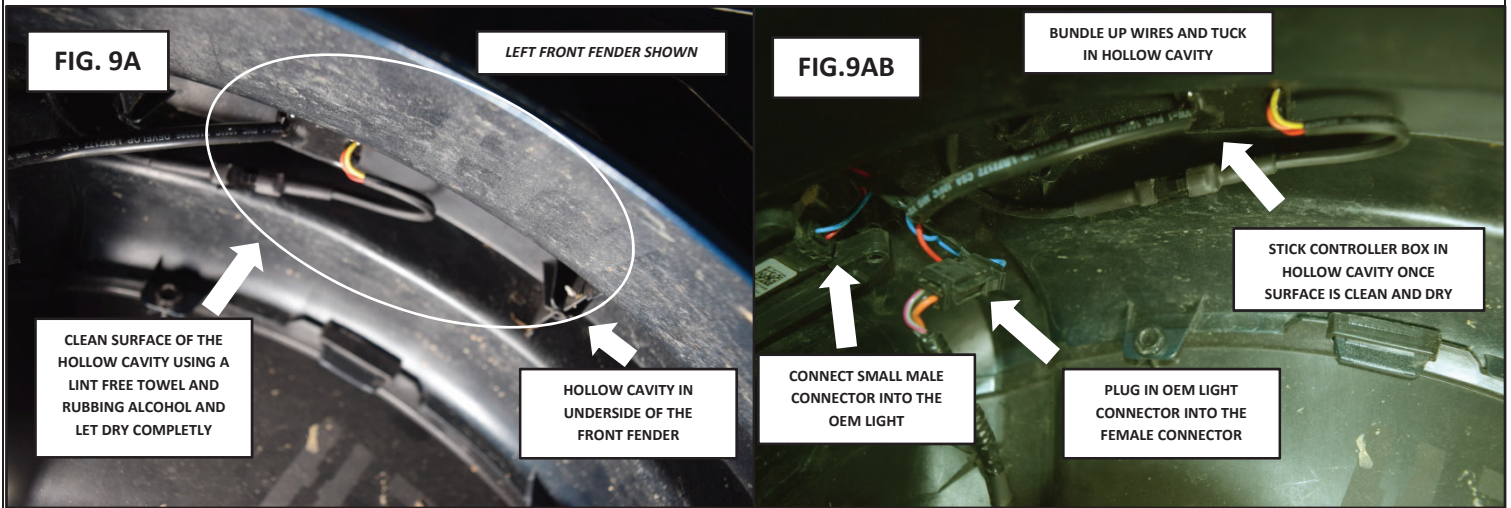 FIG. 9A
LEFT FRONT FENDER SHOWN
CLEAN SURFACE OF THE
HOLLOW CAVITY USING A
LINT FREE TOWEL AND
RUBBING ALCOHOL AND
LET DRY COMPLETLY
HOLLOW CAVITY IN
UNDERSIDE OF THE
FRONT FENDER
FIG.9AB
BUNDLE UP WIRES AND TUCK
IN HOLLOW CAVITY
STICK CONTROLLER BOX IN
HOLLOW CAVITY ONCE
SURFACE IS CLEAN AND DRY
CONNECT SMALL MALE
CONNECTOR INTO THE
OEM LIGHT
PLUG IN OEM LIGHT
CONNECTOR INTO THE
FEMALE CONNECTOR